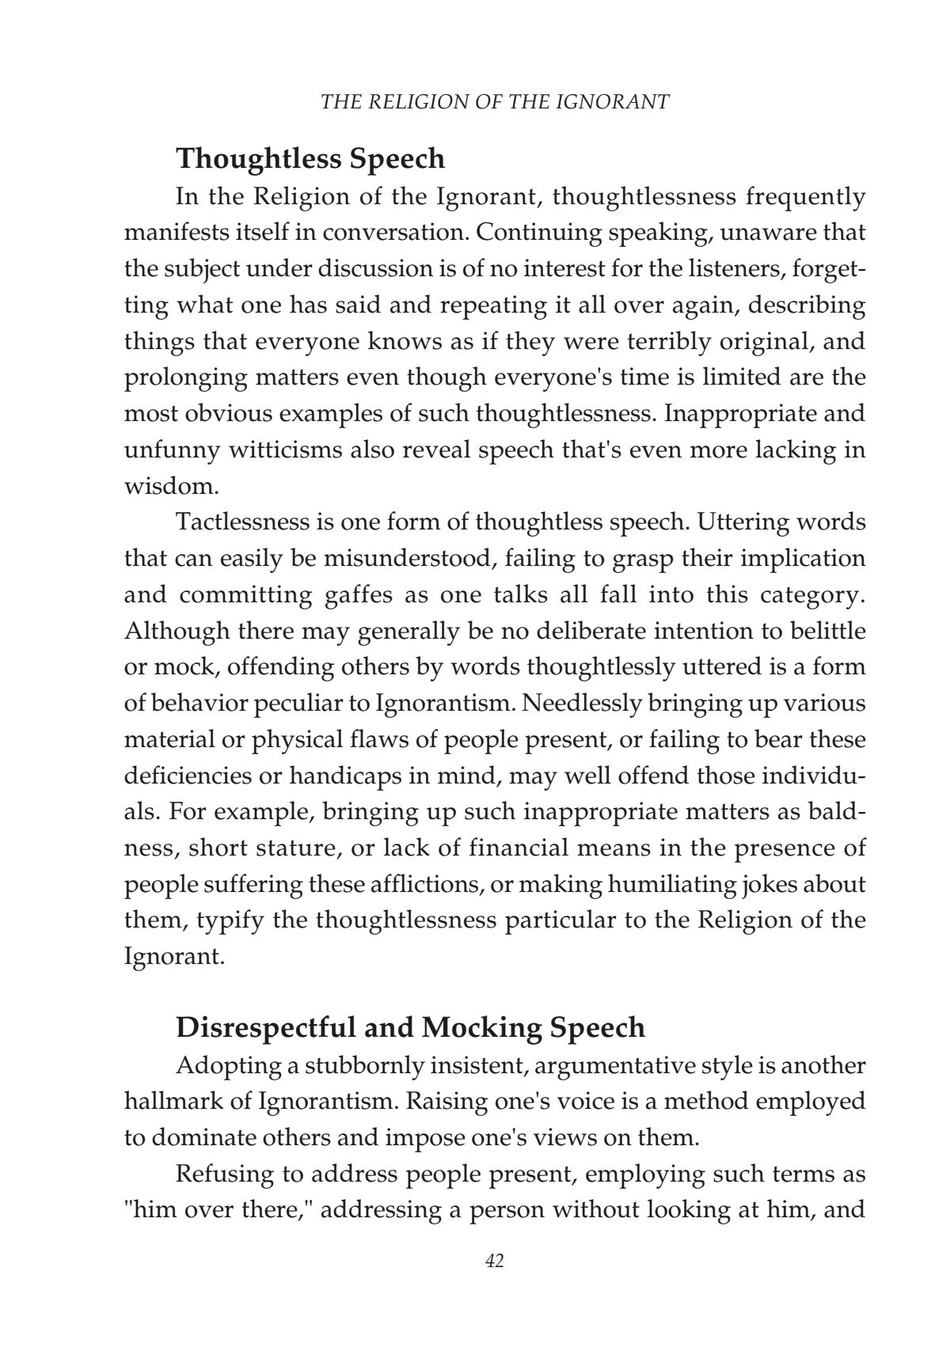 THE RELIGION OF THE IGNORANT
Thoughtless Speech
In the Religion of the Ignorant, thoughtlessness frequently
manifests itself in conversation. Continuing speaking, unaware that
the subject under discussion is of no interest for the listeners, forget-
ting what one has said and repeating it all over again, describing
things that everyone knows as if they were terribly original, and
prolonging matters even though everyone's time is limited are the
most obvious examples of such thoughtlessness. Inappropriate and
unfunny witticisms also reveal speech that's even more lacking in
wisdom.
Tactlessness is one form of thoughtless speech. Uttering words
that can easily be misunderstood, failing to grasp their implication
and committing gaffes as one talks all fall into this category.
Although there may generally be no deliberate intention to belittle
or mock, offending others by words thoughtlessly uttered is a form
of behavior peculiar to Ignorantism. Needlessly bringing up various
material or physical flaws of people present, or failing to bear these
deficiencies or handicaps in mind, may well offend those individu-
als. For example, bringing up such inappropriate matters as bald-
ness, short stature, or lack of financial means in the presence of
people suffering these afflictions, or making humiliating jokes about
them, typify the thoughtlessness particular to the Religion of the
Ignorant.
Disrespectful and Mocking Speech
Adopting a stubbornly insistent, argumentative style is another
hallmark of Ignorantism. Raising one's voice is a method employed
to dominate others and impose one's views on them.
Refusing to address people present, employing such terms as
"him over there," addressing a person without looking at him, and
42